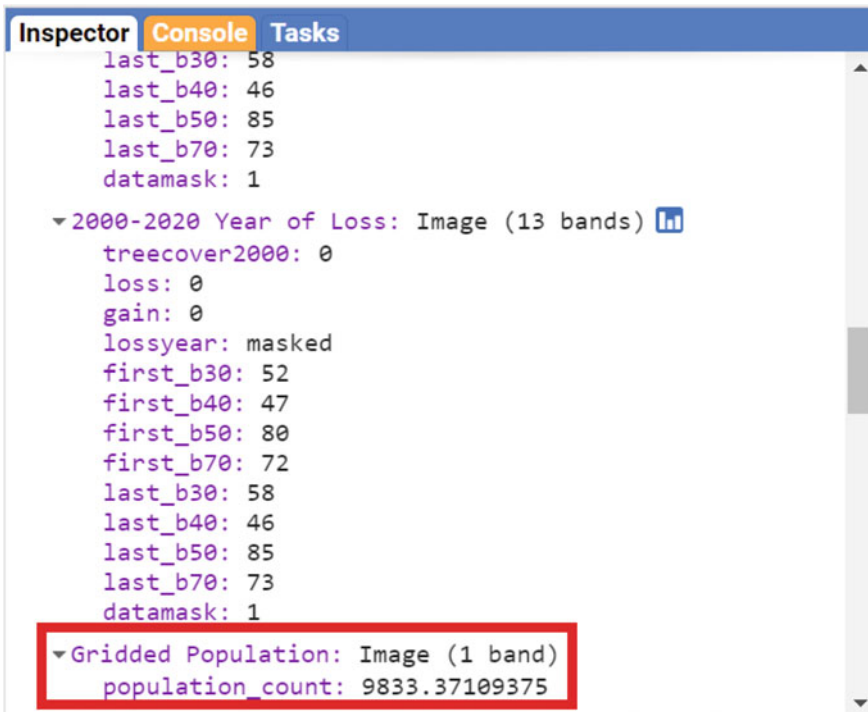 Inspector Console Tasks
last_b30: 58
last_b40: 46
last_b50: 85
last_b70: 73
datamask: 1
2000-2020 Year of Loss: Image (13 bands)
treecover2000: 0
loss: 0
gain: 0
lossyear: masked
first_b30: 52
first_b40: 47
first_b50: 80
first_b70: 72
last_b30: 58
last_b40: 46
last_b50: 85
last_b70: 73
datamask: 1
Gridded Population: Image (1 band)
population_count: 9833.37109375